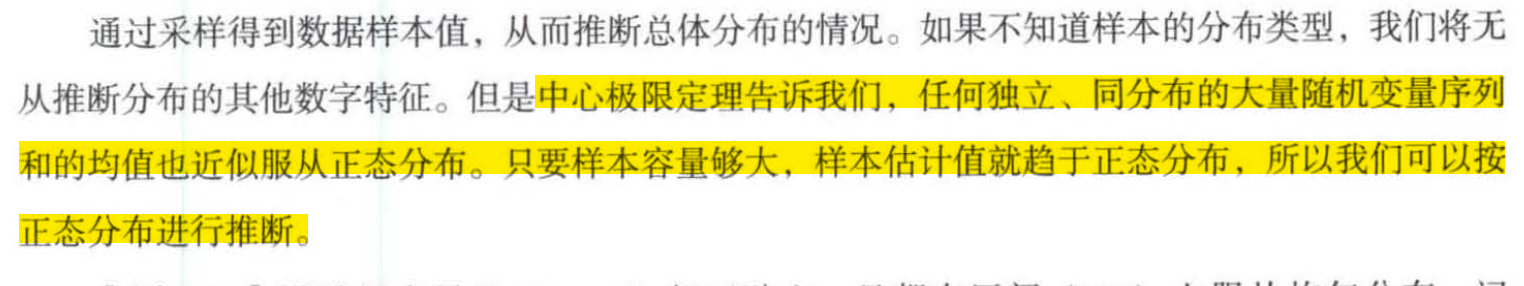 通过采样得到数据样本值，从而推断总体分布的情况。如果不知道样本的分布类型，我们将无
从推断分布的其他数字特征。但是中心极限定理告诉我们，任何独立、同分布的大量随机变量序列
和的均值也近似服从正态分布。只要样本容量够大，样本估计值就趋于正态分布，所以我们可以按
正态分布进行推断。